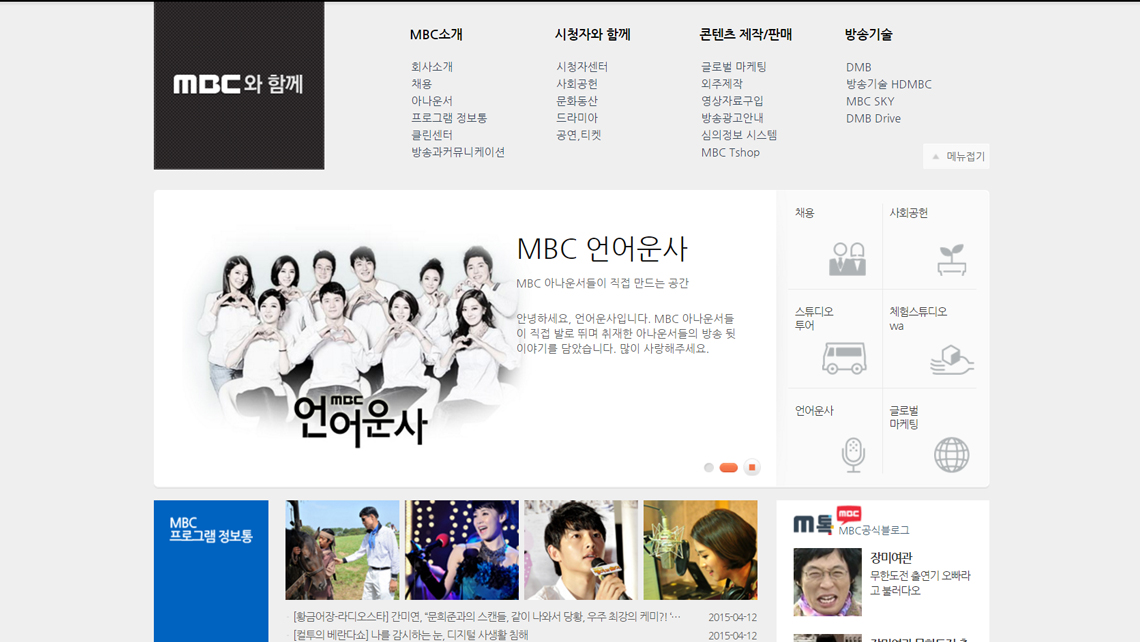 MBC와 함께
MBC소개
회사소개
채용
아나운서
프로그램 정보통
클린센터
방송과커뮤니케이션
시청자와 함께
시청자센터
사회공헌
문화동산
드라미아
공연,티켓
콘텐츠 제작/판매
글로벌 마케팅
외주제작
영상자료구입
방송광고안내
심의정보 시스템
MBC Tshop
방송기술
DMB
방송기술 HDMBC
MBC SKY
DMB Drive
메뉴접기
MBC
언어운사
MBC 언어운사
MBC 아나운서들이 직접 만드는 공간
안녕하세요, 언어운사입니다. MBC 아나운서들
이 직접 발로 뛰며 취재한 아나운서들의 방송 뒷
이야기를 담았습니다. 많이 사랑해주세요.
채용
사회공헌
스튜디오
투어
체험스튜디오
wa
언어운사
글로벌
마케팅
MBC
프로그램 정보통
[황금어장-라디오스타] 간미연, “문희준과의 스캔들, 같이 나와서 당황, 우주 최강의 케미?! ‘…
2015-04-12
[컬투의 베란다쇼] 나를 감시하는 눈, 디지털 사생활 침해
2015-04-12
M톡
MBC
MBC공식블로그
장미여관
무한도전 출연기 오빠라
고 불러다오